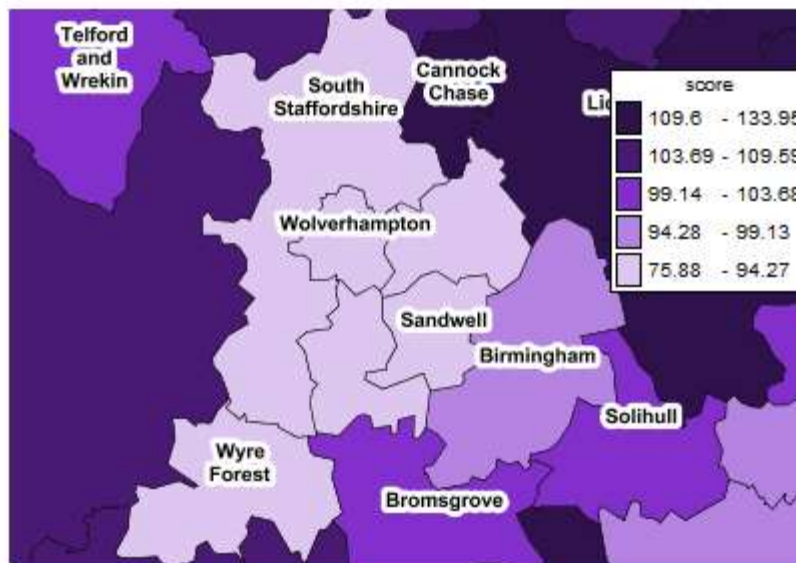 Telford
and
Wrekin
South
Staffordshire
Cannock
Chase
score
109.6 - 133.95
103.69 - 109.59
99.14 - 103.68
94.28 - 99.13
75.88 - 94.27
Wolverhampton
Sandwell
Birmingham
Solihull
Wyre
Forest
Bromsgrove